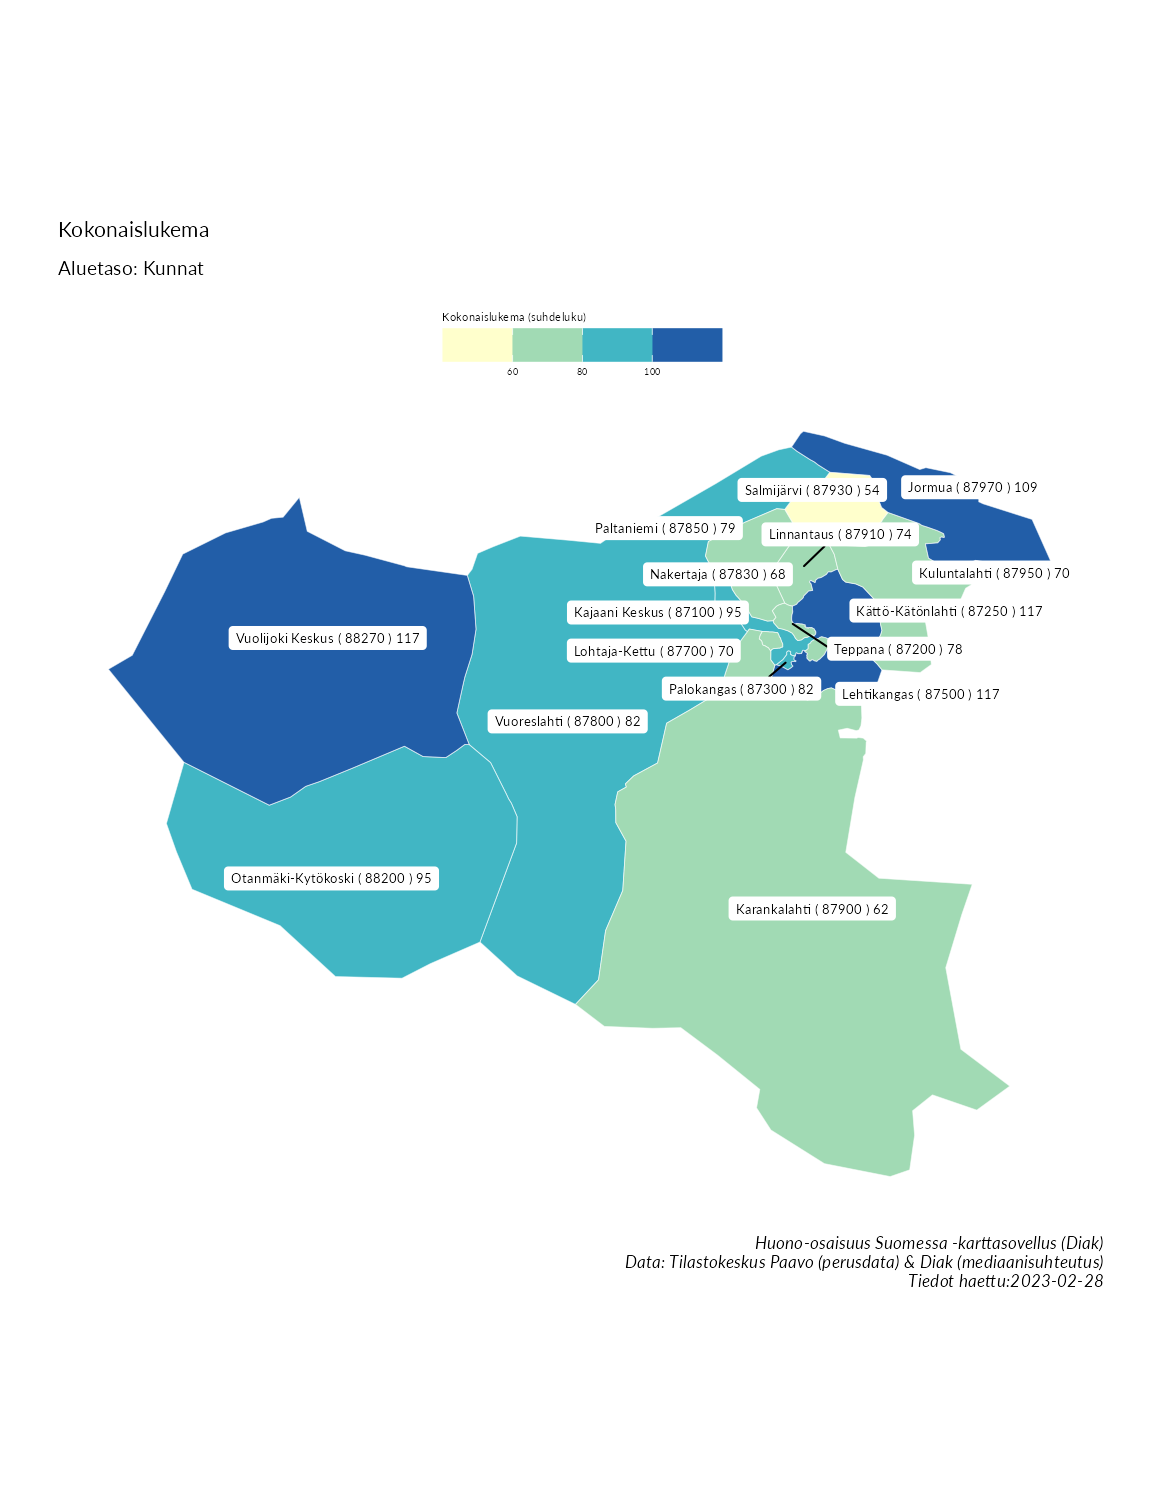 Kokonaislukema
Aluetaso: Kunnat
Kokonaislukema (suhdeluku)
60 80 100
Salmijärvi ( 87930 ) 54
Jormua ( 87970 ) 109
Paltaniemi ( 87850 ) 79
Linnantaus ( 87910 ) 74
Nakertaja ( 87830 ) 68
Kuluntalahti ( 87950 ) 70
Kajaani Keskus ( 87100 ) 95
Kättö-Kätönlahti ( 87250 ) 117
Vuolijoki Keskus ( 88270 ) 117
Lohtaja-Kettu ( 87700 ) 70
Teppana ( 87200 ) 78
Palokangas ( 87300 ) 82
Lehtikangas ( 87500 ) 117
Vuoreslahti ( 87800 ) 82
Otanmäki-Kytökoski ( 88200 ) 95
Karankalahti ( 87900 ) 62
Huono-osaisuus Suomessa -karttasovellus (Diak)
Data: Tilastokeskus Paavo (perusdata) & Diak (mediaanisuhteutus)
Tiedot haettu:2023-02-28